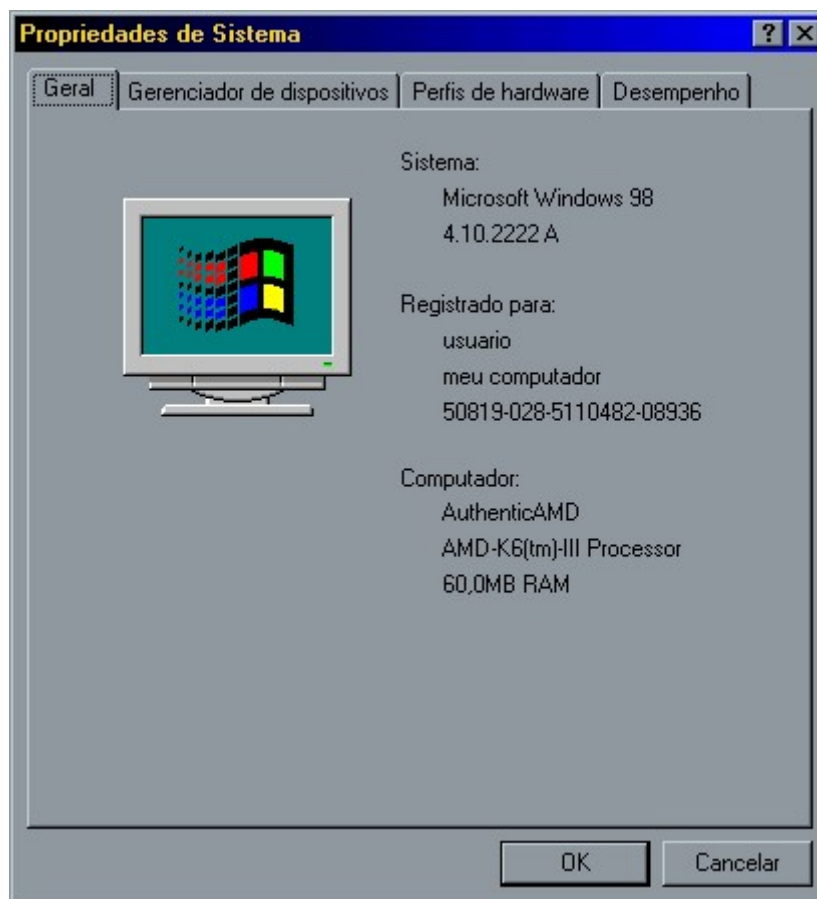 Propriedades de Sistema
Geral
Gerenciador de dispositivos
Perfis de hardware
Desempenho
Sistema:
Microsoft Windows 98
4.10.2222 A
Registrado para:
usuario
meu computador
50819-028-5110482-08936
Computador:
AuthenticAMD
AMD-K6(tm)-III Processor
60,0MB RAM
OK
Cancelar